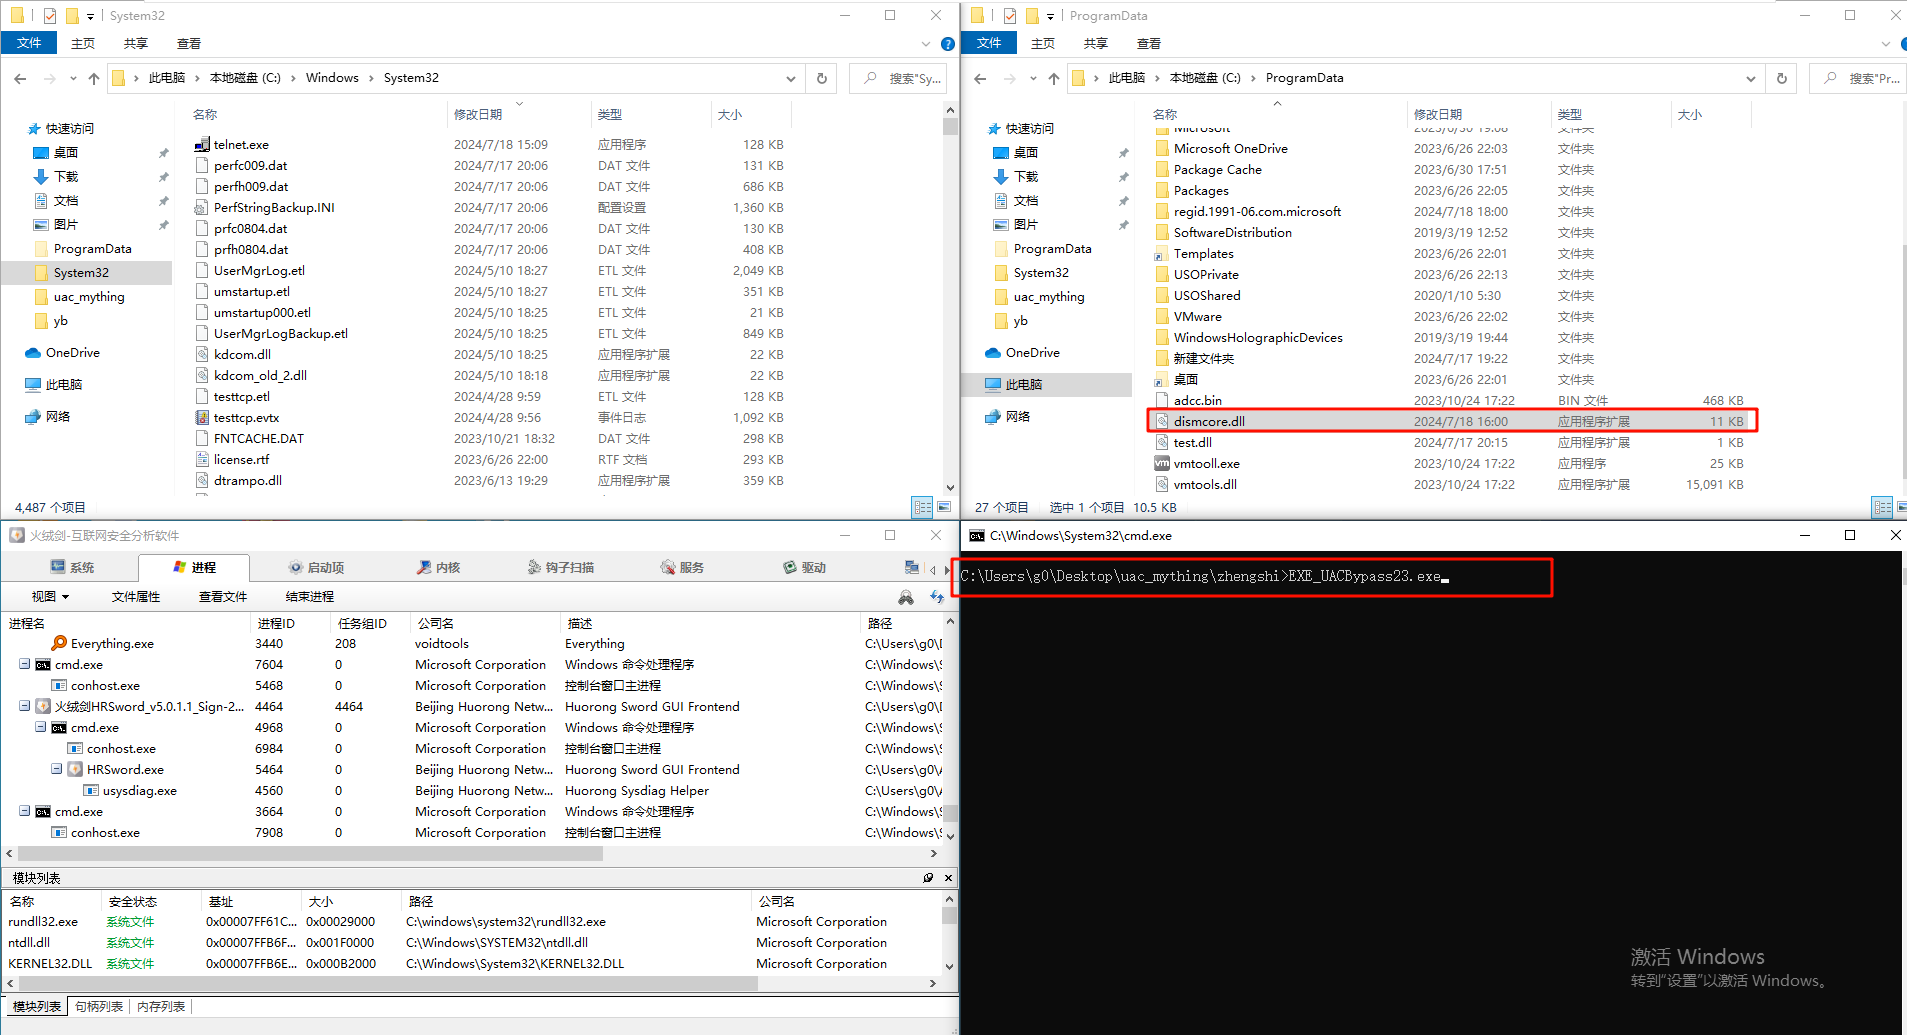 System32
文件 主页 共享 查看
此电脑 › 本地磁盘 (C:) › Windows › System32
搜索"Sy...
名称 修改日期 类型 大小
快速访问
桌面
下载
文档
图片
ProgramData
System32
uac_mything
yb
OneDrive
此电脑
网络
telnet.exe 2024/7/18 15:09 应用程序 128 KB
perfc009.dat 2024/7/17 20:06 DAT 文件 131 KB
perfh009.dat 2024/7/17 20:06 DAT 文件 686 KB
PerfStringBackup.INI 2024/7/17 20:06 配置设置 1,360 KB
prfc0804.dat 2024/7/17 20:06 DAT 文件 130 KB
prfh0804.dat 2024/7/17 20:06 DAT 文件 408 KB
UserMgrLog.etl 2024/5/10 18:27 ETL 文件 2,049 KB
umstartup.etl 2024/5/10 18:27 ETL 文件 351 KB
umstartup000.etl 2024/5/10 18:25 ETL 文件 21 KB
UserMgrLogBackup.etl 2024/5/10 18:25 ETL 文件 849 KB
kdcom.dll 2024/5/10 18:25 应用程序扩展 22 KB
kdcom_old_2.dll 2024/5/10 18:18 应用程序扩展 22 KB
testtcp.etl 2024/4/28 9:59 ETL 文件 128 KB
testtcp.evtx 2024/4/28 9:56 事件日志 1,092 KB
FNTCACHE.DAT 2023/10/21 18:32 DAT 文件 298 KB
license.rtf 2023/6/26 22:00 RTF 文档 293 KB
dtrampo.dll 2023/6/13 19:29 应用程序扩展 359 KB
4,487 个项目
ProgramData
文件 主页 共享 查看
此电脑 › 本地磁盘 (C:) › ProgramData
搜索"Pr...
名称 修改日期 类型 大小
快速访问
桌面
下载
文档
图片
ProgramData
System32
uac_mything
yb
OneDrive
此电脑
网络
Microsoft 2023/6/30 19:08 文件夹
Microsoft OneDrive 2023/6/26 22:03 文件夹
Package Cache 2023/6/30 17:51 文件夹
Packages 2023/6/26 22:05 文件夹
regid.1991-06.com.microsoft 2024/7/18 18:00 文件夹
SoftwareDistribution 2019/3/19 12:52 文件夹
Templates 2023/6/26 22:01 文件夹
USOPrivate 2023/6/26 22:13 文件夹
USOShared 2020/1/10 5:30 文件夹
VMware 2023/6/26 22:02 文件夹
WindowsHolographicDevices 2019/3/19 19:44 文件夹
新建文件夹 2024/7/17 19:22 文件夹
桌面 2023/6/26 22:01 文件夹
adcc.bin 2023/10/24 17:22 BIN 文件 468 KB
dismcore.dll 2024/7/18 16:00 应用程序扩展 11 KB
test.dll 2024/7/17 20:15 应用程序扩展 1 KB
vmtooll.exe 2023/10/24 17:22 应用程序 25 KB
vmtools.dll 2023/10/24 17:22 应用程序扩展 15,091 KB
27 个项目 选中 1 个项目 10.5 KB
火绒剑-互联网安全分析软件
系统 进程 启动项 内核 钩子扫描 服务 驱动
视图 文件属性 查看文件 结束进程
进程名 进程ID 任务组ID 公司名 描述 路径
Everything.exe 3440 208 voidtools Everything C:\Users\g0\D
cmd.exe 7604 0 Microsoft Corporation Windows 命令处理程序 C:\Windows\S
conhost.exe 5468 0 Microsoft Corporation 控制台窗口主进程 C:\Windows\S
火绒剑HRSword_v5.0.1.1_Sign-2... 4464 4464 Beijing Huorong Netw... Huorong Sword GUI Frontend C:\Users\g0\D
cmd.exe 4968 0 Microsoft Corporation Windows 命令处理程序 C:\Windows\S
conhost.exe 6984 0 Microsoft Corporation 控制台窗口主进程 C:\Windows\S
HRSword.exe 5464 0 Beijing Huorong Netw... Huorong Sword GUI Frontend C:\Users\g0\A
usysdiag.exe 4560 0 Beijing Huorong Netw... Huorong Sysdiag Helper C:\Users\g0\A
cmd.exe 3664 0 Microsoft Corporation Windows 命令处理程序 C:\Windows\S
conhost.exe 7908 0 Microsoft Corporation 控制台窗口主进程 C:\Windows\S
模块列表
名称 安全状态 基址 大小 路径 公司名
rundll32.exe 系统文件 0x00007FF61C... 0x00029000 C:\windows\system32\rundll32.exe Microsoft Corporation
ntdll.dll 系统文件 0x00007FFB6F... 0x001F0000 C:\Windows\SYSTEM32\ntdll.dll Microsoft Corporation
KERNEL32.DLL 系统文件 0x00007FFB6E... 0x000B2000 C:\Windows\System32\KERNEL32.DLL Microsoft Corporation
模块列表 句柄列表 内存列表
C:\Windows\System32\cmd.exe
C:\Users\g0\Desktop\uac_mything\zhengshi>EXE_UACBypass23.exe
激活 Windows
转到"设置"以激活 Windows。